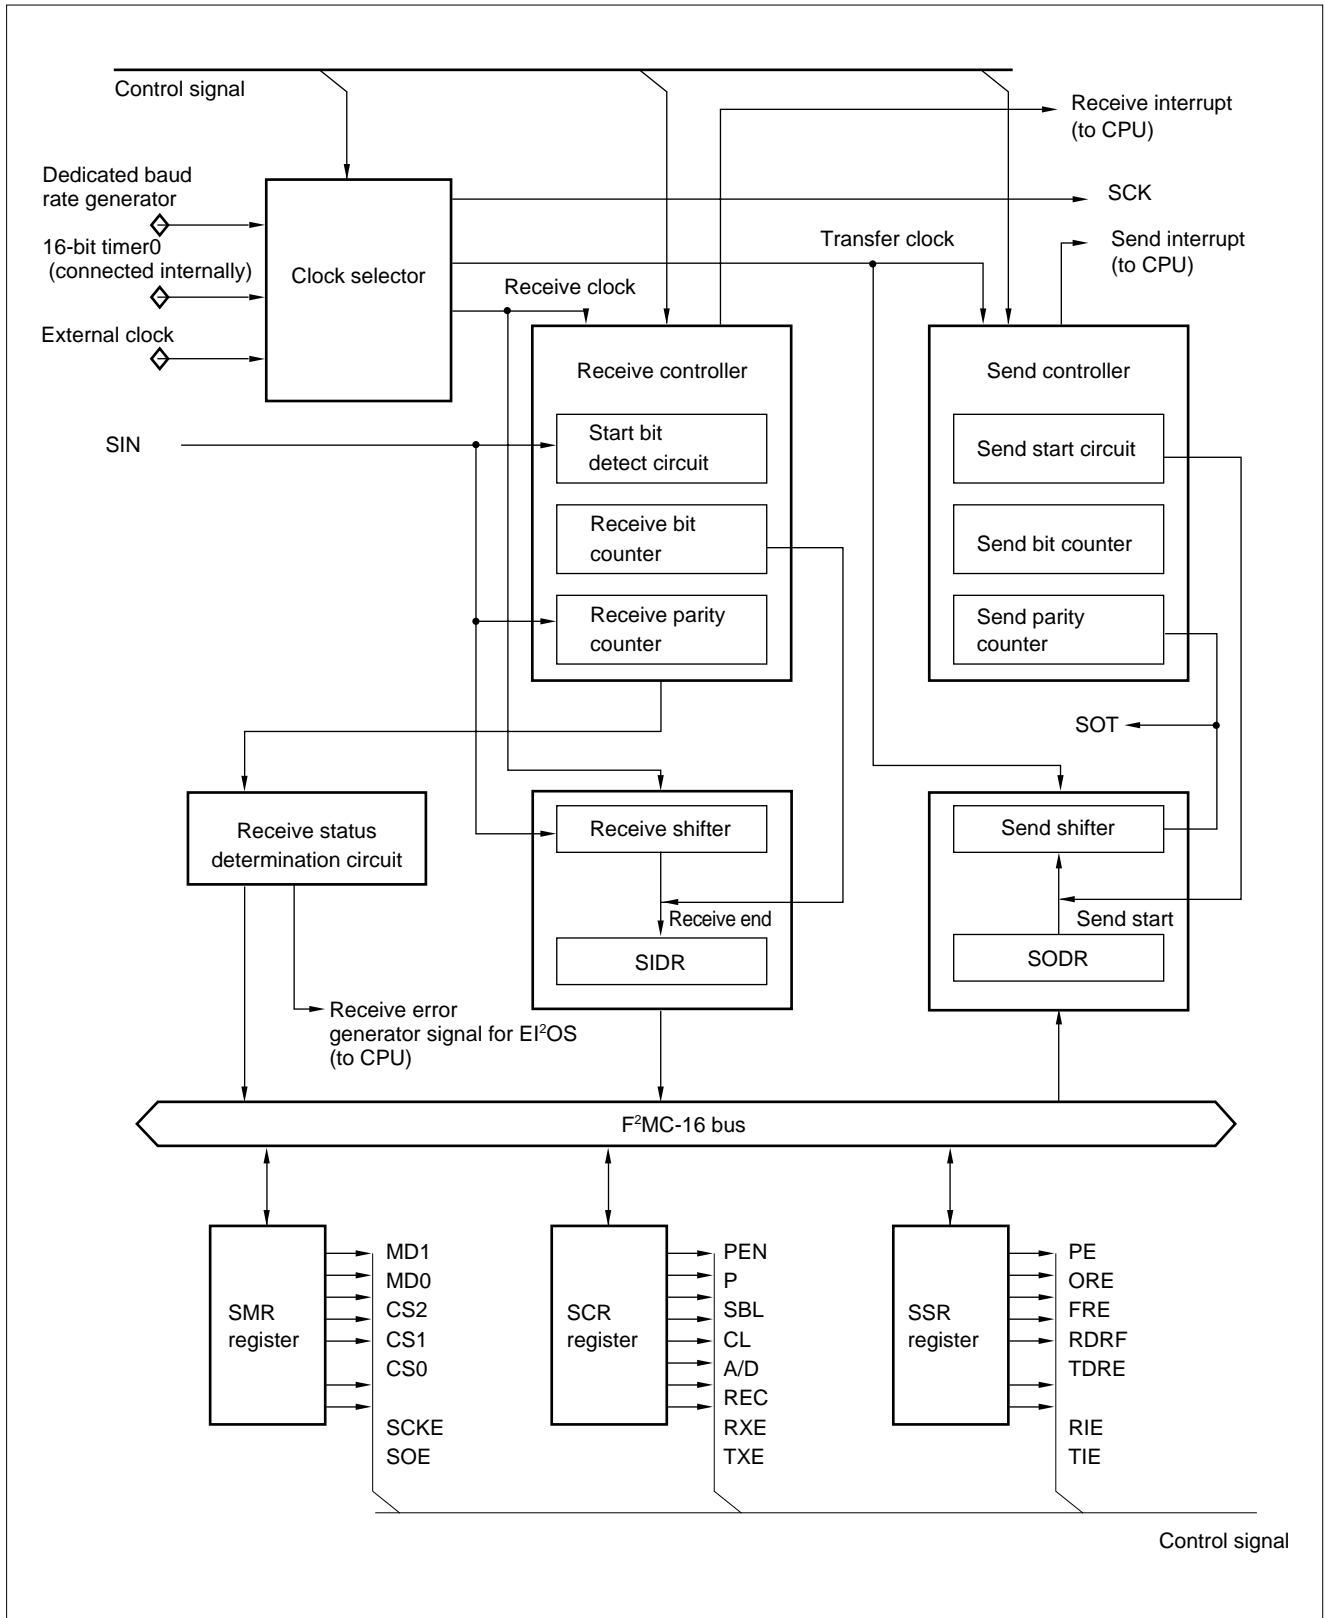 Control signal
Receive interrupt
(to CPU)
Dedicated baud
rate generator
SCK
16-bit timer0
(connected internally)
Clock selector
Transfer clock
Send interrupt
(to CPU)
Receive clock
External clock
Receive controller
Send controller
SIN
Start bit
detect circuit
Send start circuit
Receive bit
counter
Send bit counter
Receive parity
counter
Send parity
counter
SOT
Receive status
determination circuit
Receive shifter
Send shifter
Receive end
Send start
SIDR
SODR
Receive error
generator signal for EI²OS
(to CPU)
F²MC-16 bus
SMR
register
MD1
MD0
CS2
CS1
CS0
SCKE
SOE
SCR
register
PEN
P
SBL
CL
A/D
REC
RXE
TXE
SSR
register
PE
ORE
FRE
RDRF
TDRE
RIE
TIE
Control signal